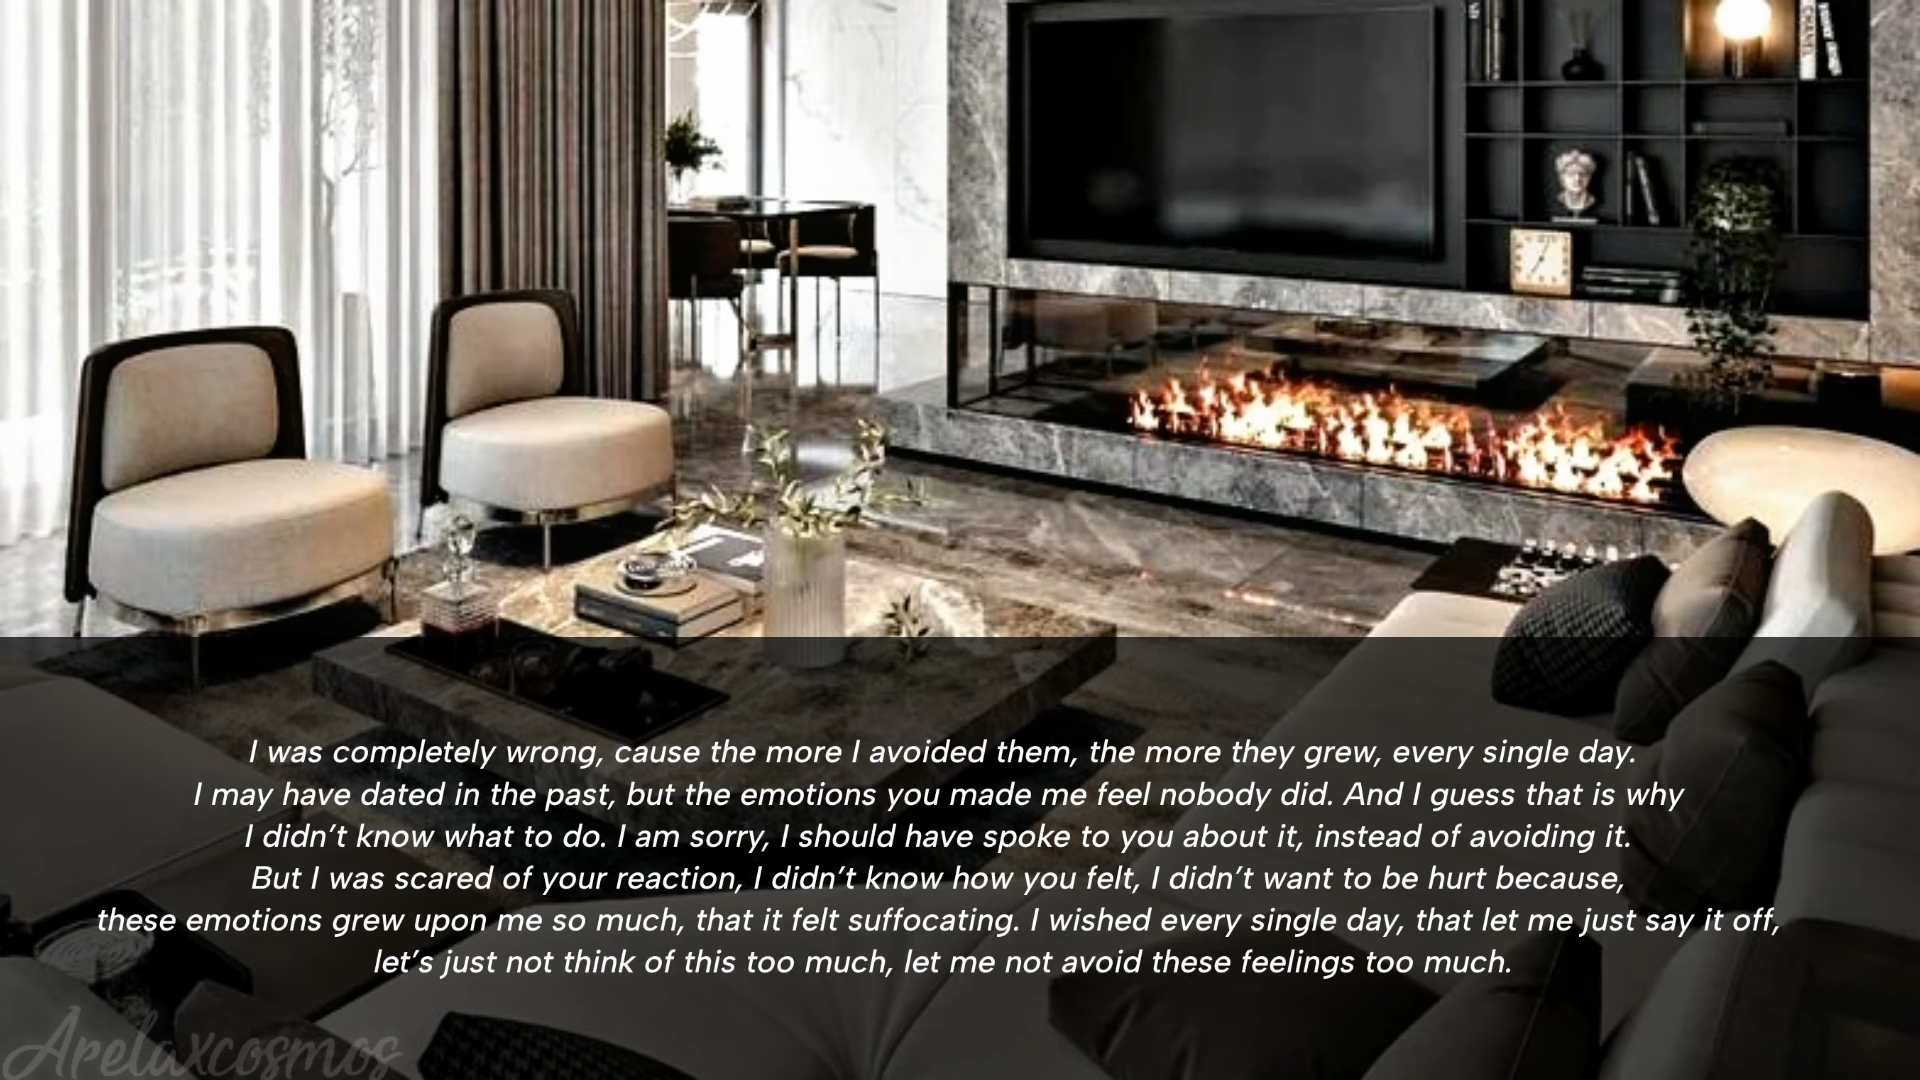 I was completely wrong, cause the more I avoided them, the more they grew, every single day.
I may have dated in the past, but the emotions you made me feel nobody did. And I guess that is why
I didn’t know what to do. I am sorry, I should have spoke to you about it, instead of avoiding it.
But I was scared of your reaction, I didn’t know how you felt, I didn’t want to be hurt because,
these emotions grew upon me so much, that it felt suffocating. I wished every single day, that let me just say it off,
let’s just not think of this too much, let me not avoid these feelings too much.
Arelaxcosmos